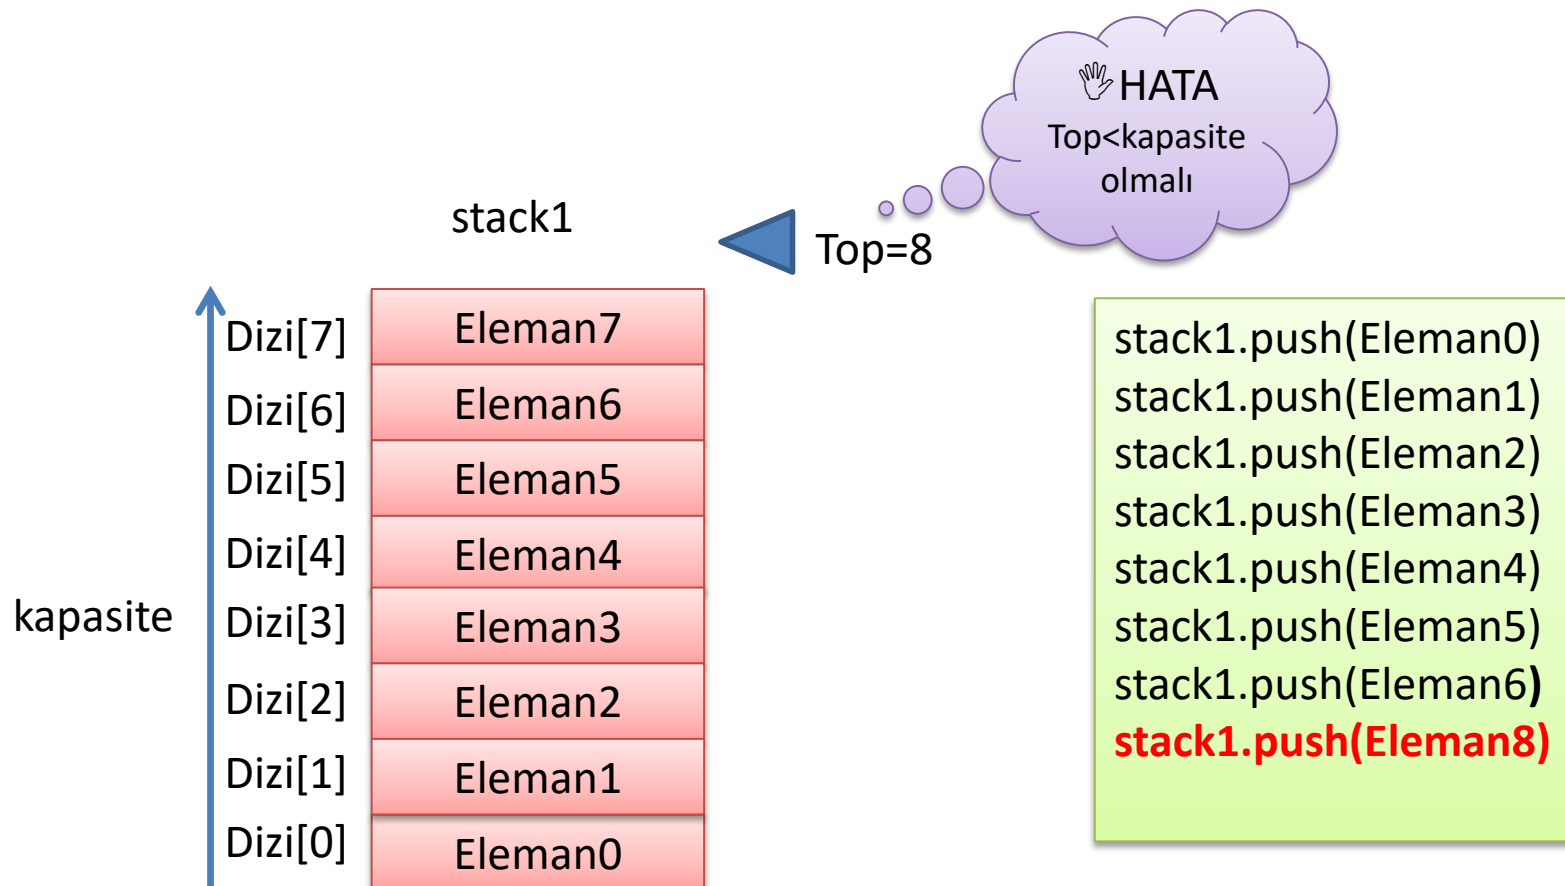 🖐HATA
Top<kapasite
olmalı
stack1
Top=8
kapasite
Dizi[7]
Eleman7
Dizi[6]
Eleman6
Dizi[5]
Eleman5
Dizi[4]
Eleman4
Dizi[3]
Eleman3
Dizi[2]
Eleman2
Dizi[1]
Eleman1
Dizi[0]
Eleman0
stack1.push(Eleman0)
stack1.push(Eleman1)
stack1.push(Eleman2)
stack1.push(Eleman3)
stack1.push(Eleman4)
stack1.push(Eleman5)
stack1.push(Eleman6)
stack1.push(Eleman8)